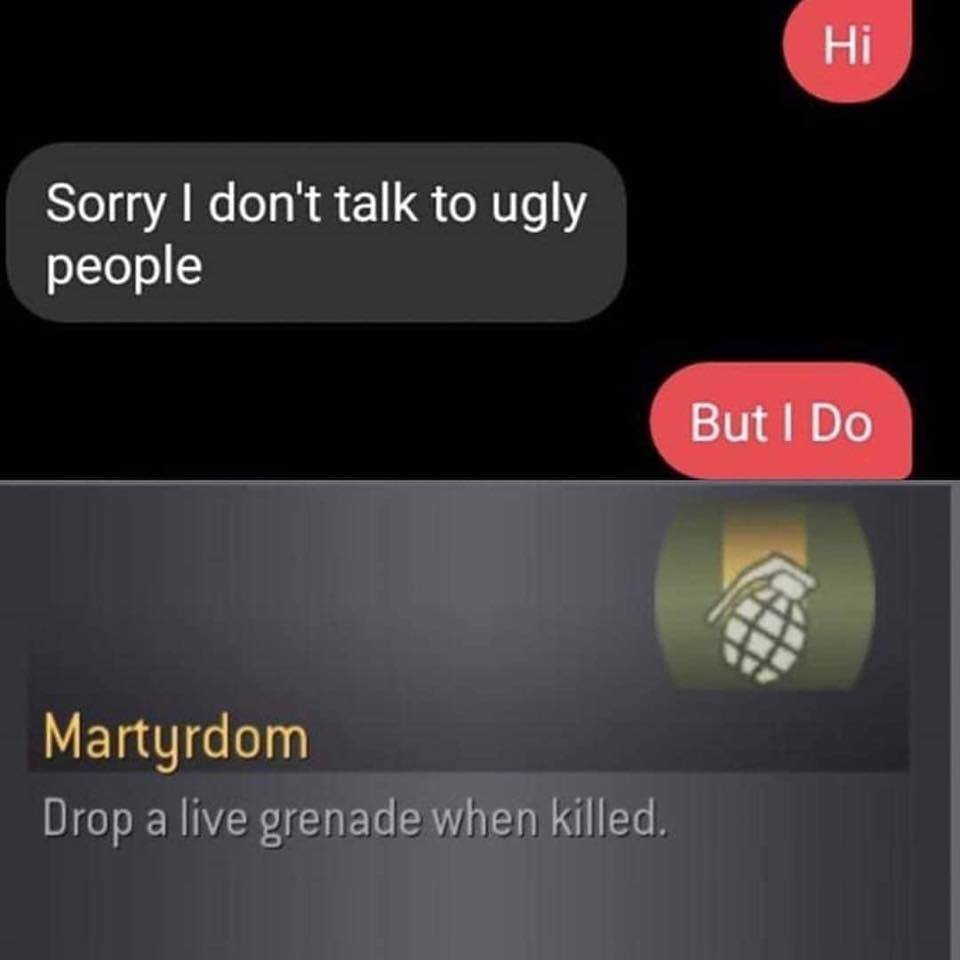 Hi
Sorry I don't talk to ugly
people
But I Do
Martyrdom
Drop a live grenade when killed.